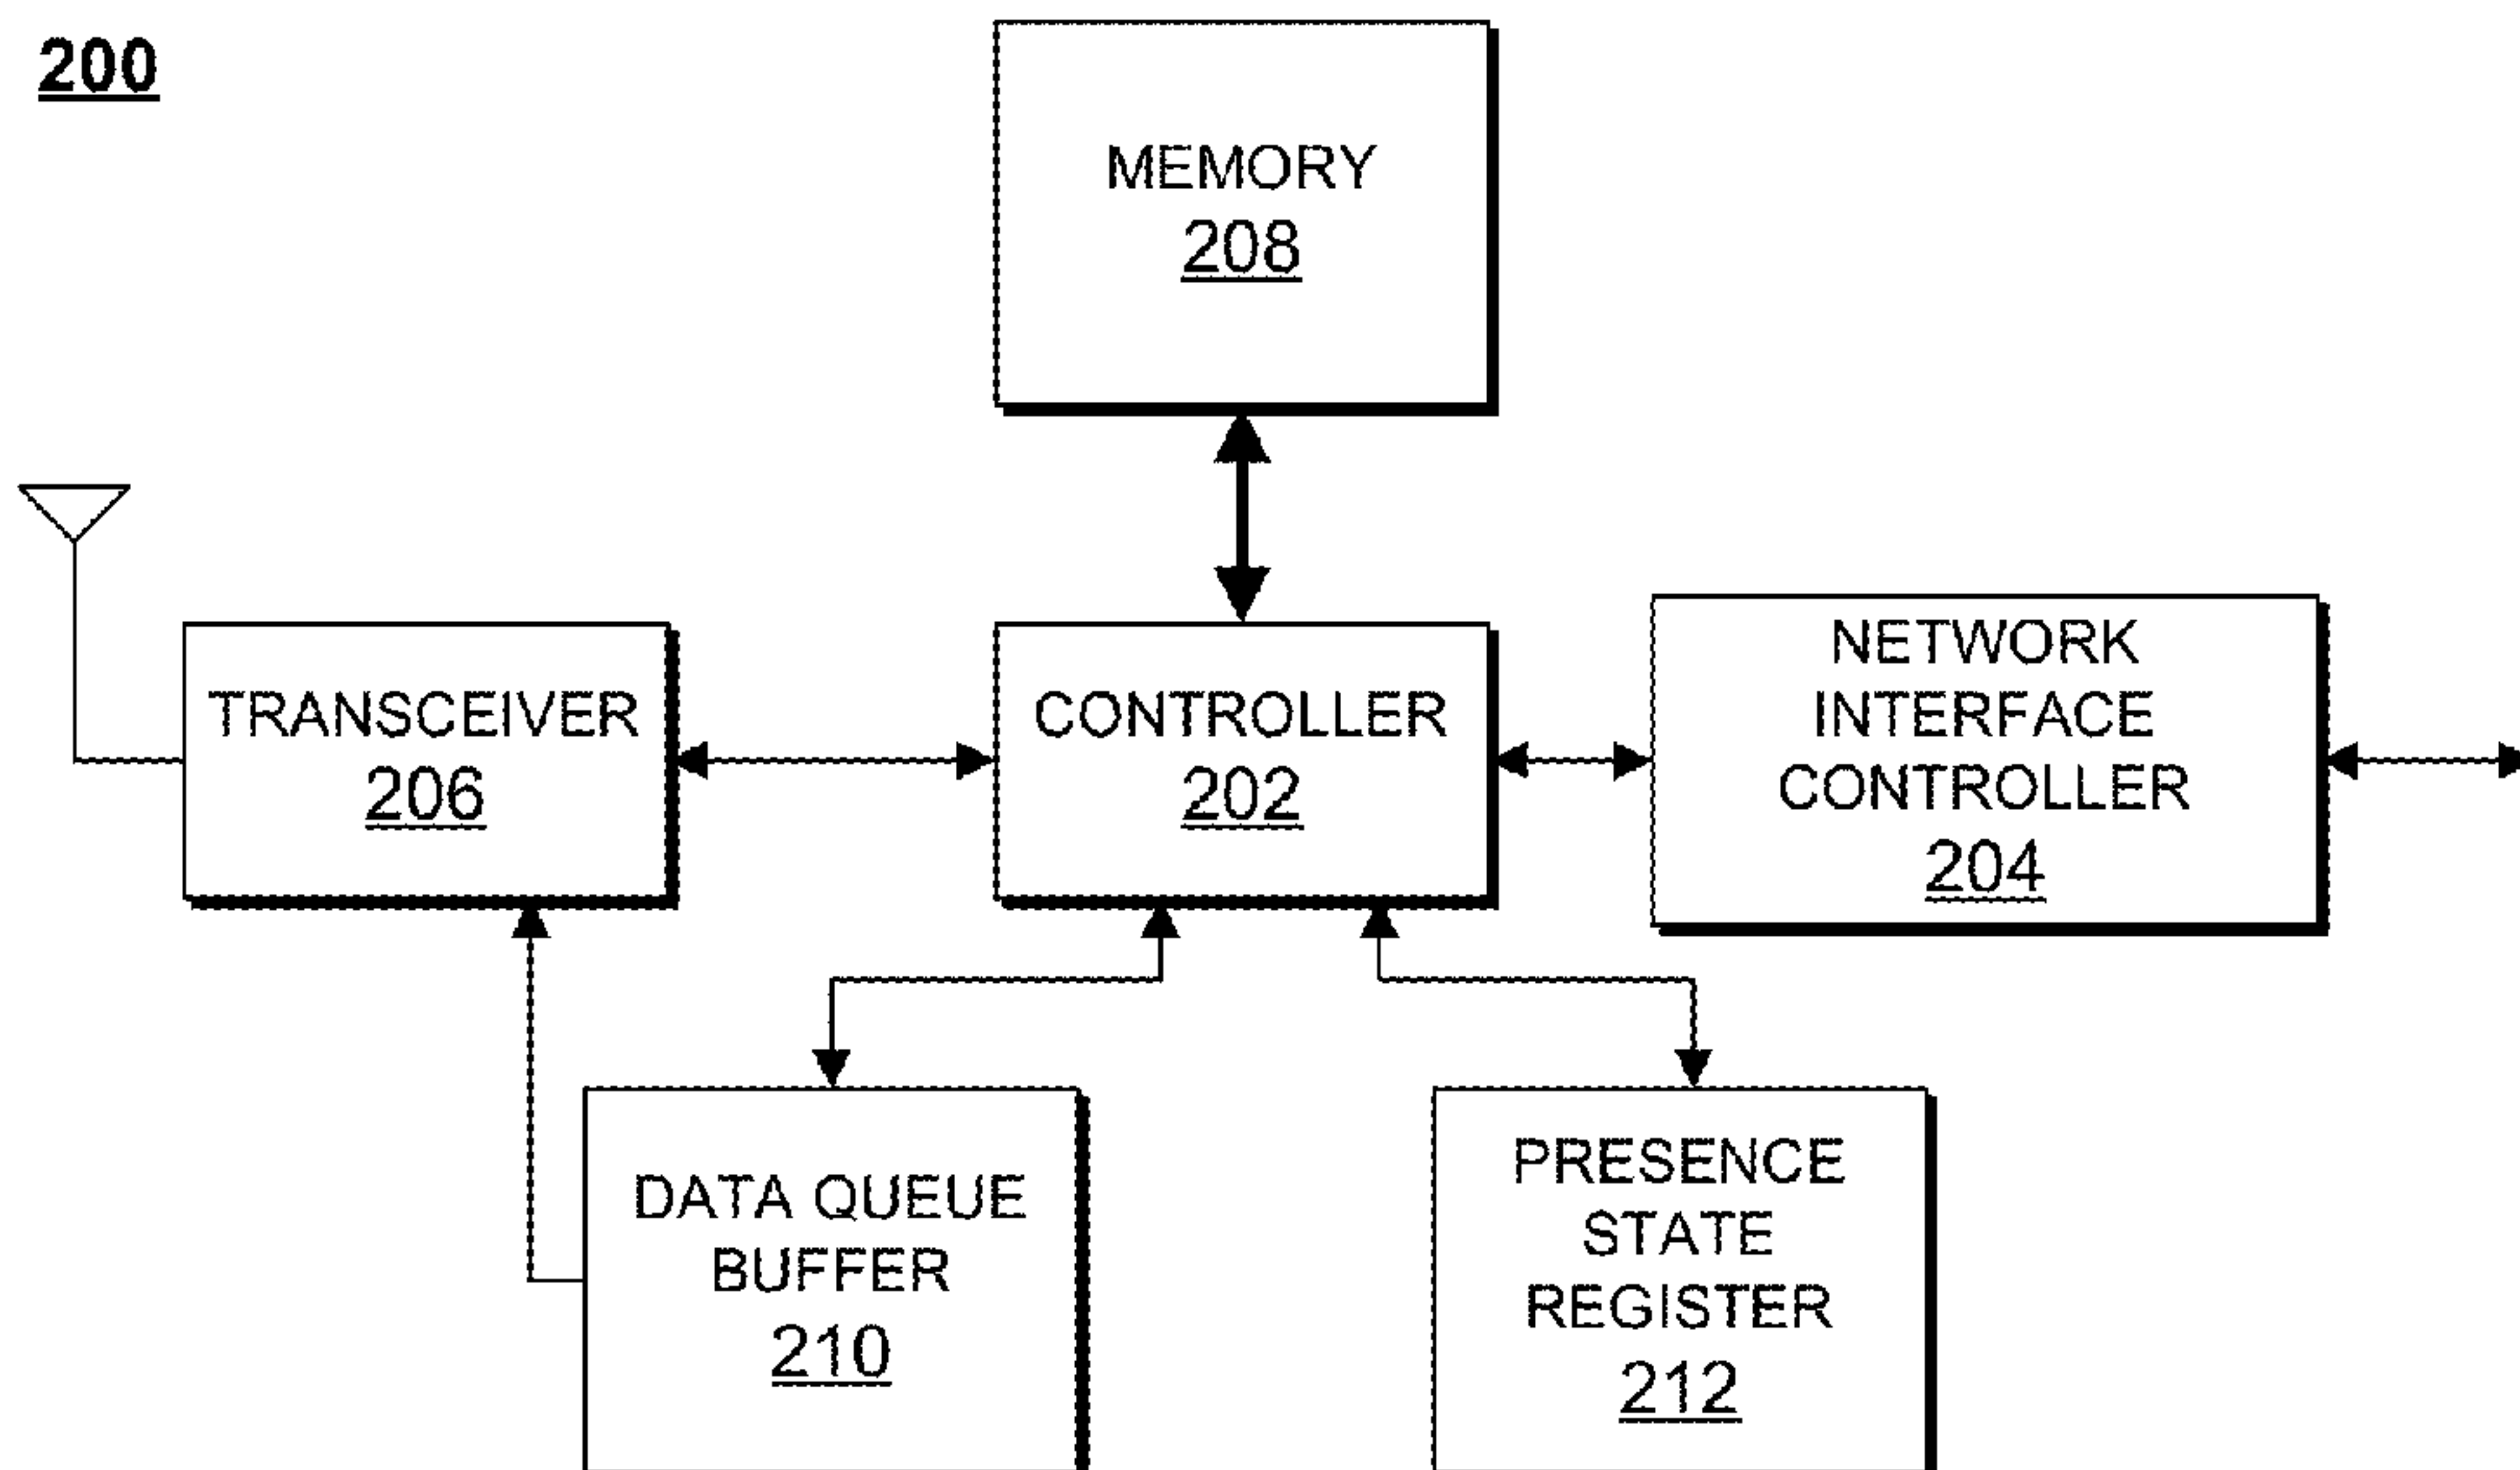 200
MEMORY
208
TRANSCEIVER
206
CONTROLLER
202
NETWORK
INTERFACE
CONTROLLER
204
DATA QUEUE
BUFFER
210
PRESENCE
STATE
REGISTER
212